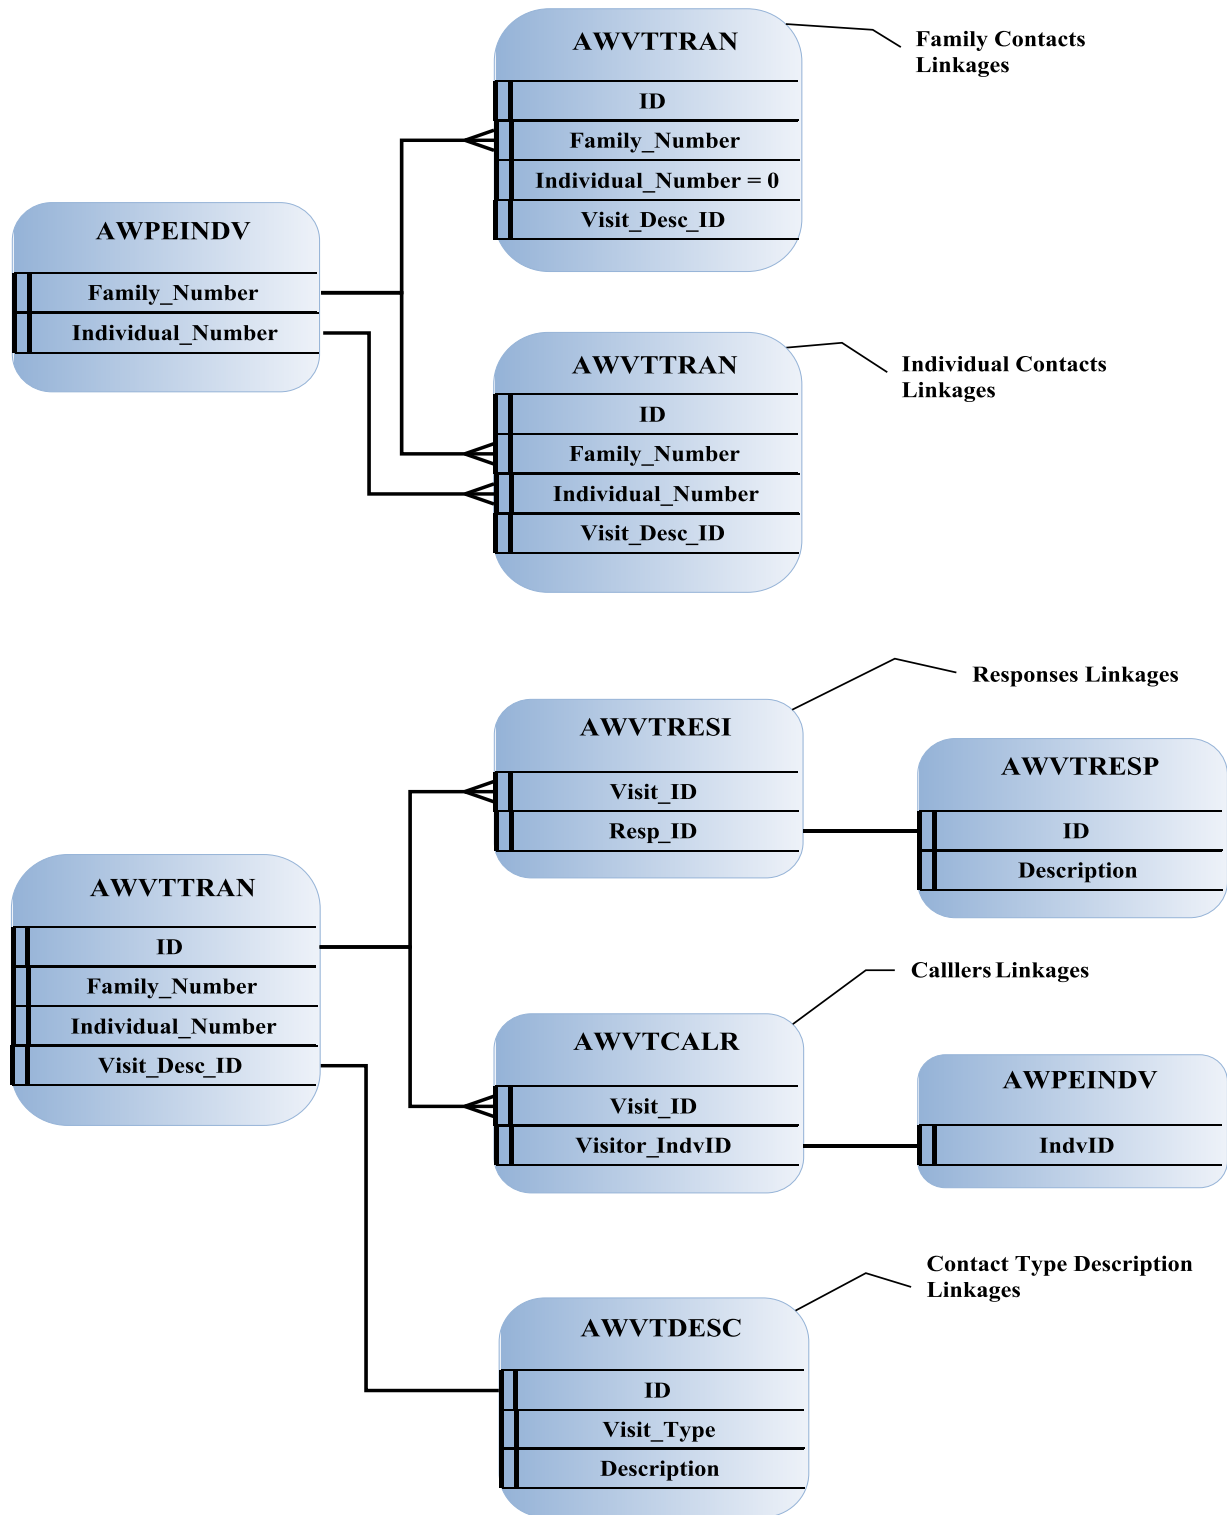 AWVTTRAN
ID
Family_Number
Individual_Number = 0
Visit_Desc_ID
Family Contacts
Linkages
AWPEINDV
Family_Number
Individual_Number
AWVTTRAN
ID
Family_Number
Individual_Number
Visit_Desc_ID
Individual Contacts
Linkages
AWVTRESI
Visit_ID
Resp_ID
Responses Linkages
AWVTRESP
ID
Description
AWVTTRAN
ID
Family_Number
Individual_Number
Visit_Desc_ID
Calllers Linkages
AWVTCALR
Visit_ID
Visitor_IndvID
AWPEINDV
IndvID
Contact Type Description
Linkages
AWVTDESC
ID
Visit_Type
Description